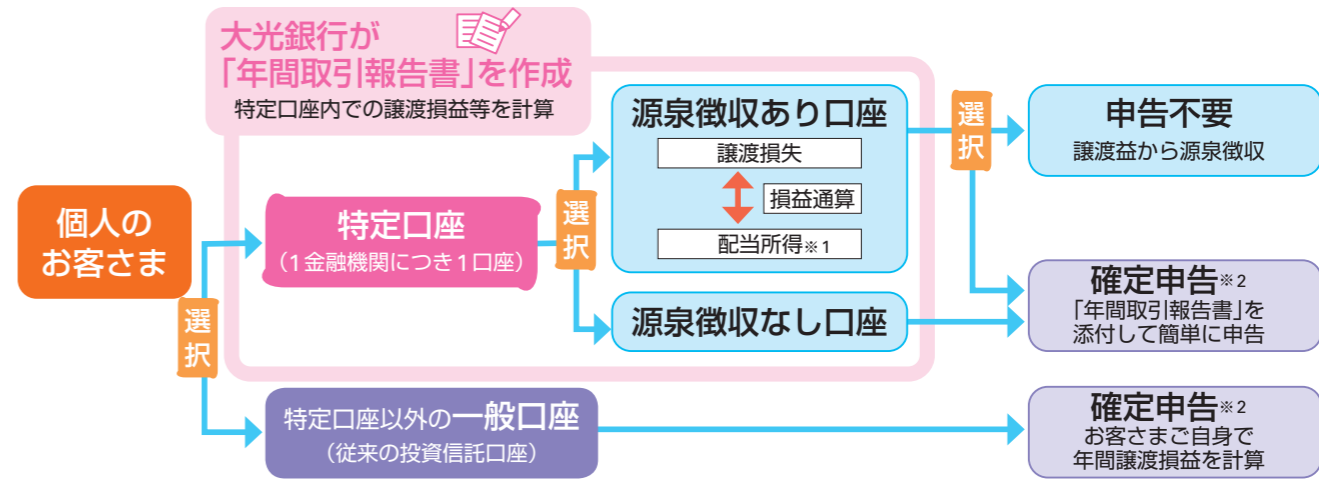 大光銀行が
「年間取引報告書」を作成
特定口座内での譲渡損益等を計算
個人の
お客さま
選択
特定口座
（1金融機関につき1口座）
選択
源泉徴収あり口座
譲渡損失
損益通算
配当所得※1
源泉徴収なし口座
選択
申告不要
譲渡益から源泉徴収
確定申告※2
「年間取引報告書」を
添付して簡単に申告
特定口座以外の一般口座
（従来の投資信託口座）
確定申告※2
お客さまご自身で
年間譲渡損益を計算